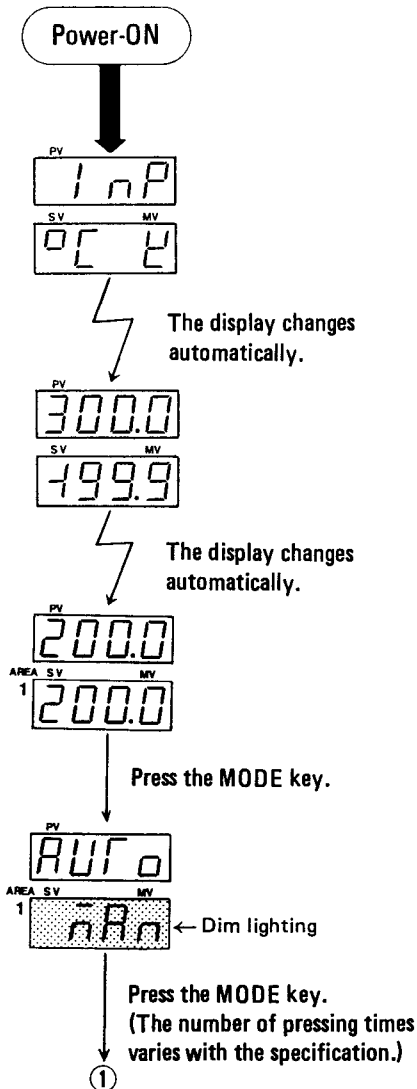 Power-ON
PV
InP
SV MV
°C K
The display changes
automatically.
PV
300.0
SV MV
-199.9
The display changes
automatically.
PV
200.0
AREA SV MV
1 200.0
Press the MODE key.
PV
AUTo
AREA SV MV
1 MAn
← Dim lighting
Press the MODE key.
(The number of pressing times
varies with the specification.)
①